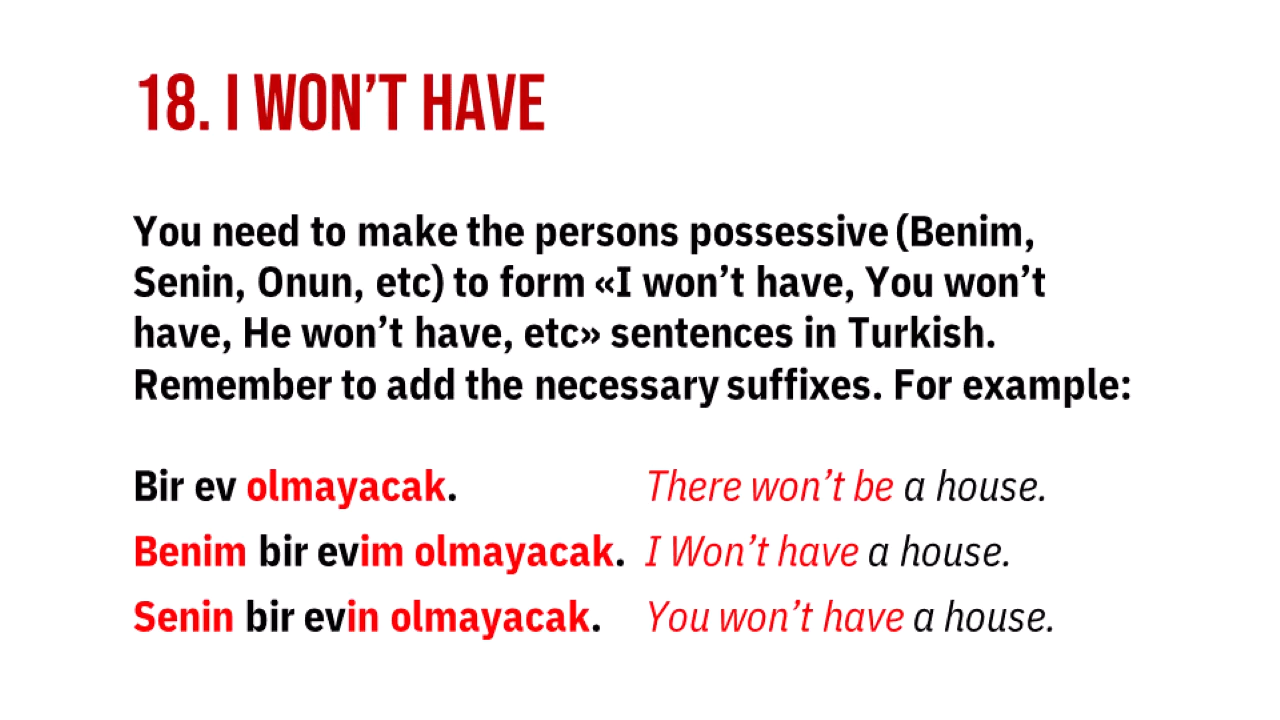 18. I WON'T HAVE
You need to make the persons possessive (Benim,
Senin, Onun, etc) to form «I won't have, You won't
have, He won't have, etc» sentences in Turkish.
Remember to add the necessary suffixes. For example:
Bir ev olmayacak. There won't be a house.
Benim bir evim olmayacak. I Won't have a house.
Senin bir evin olmayacak. You won't have a house.